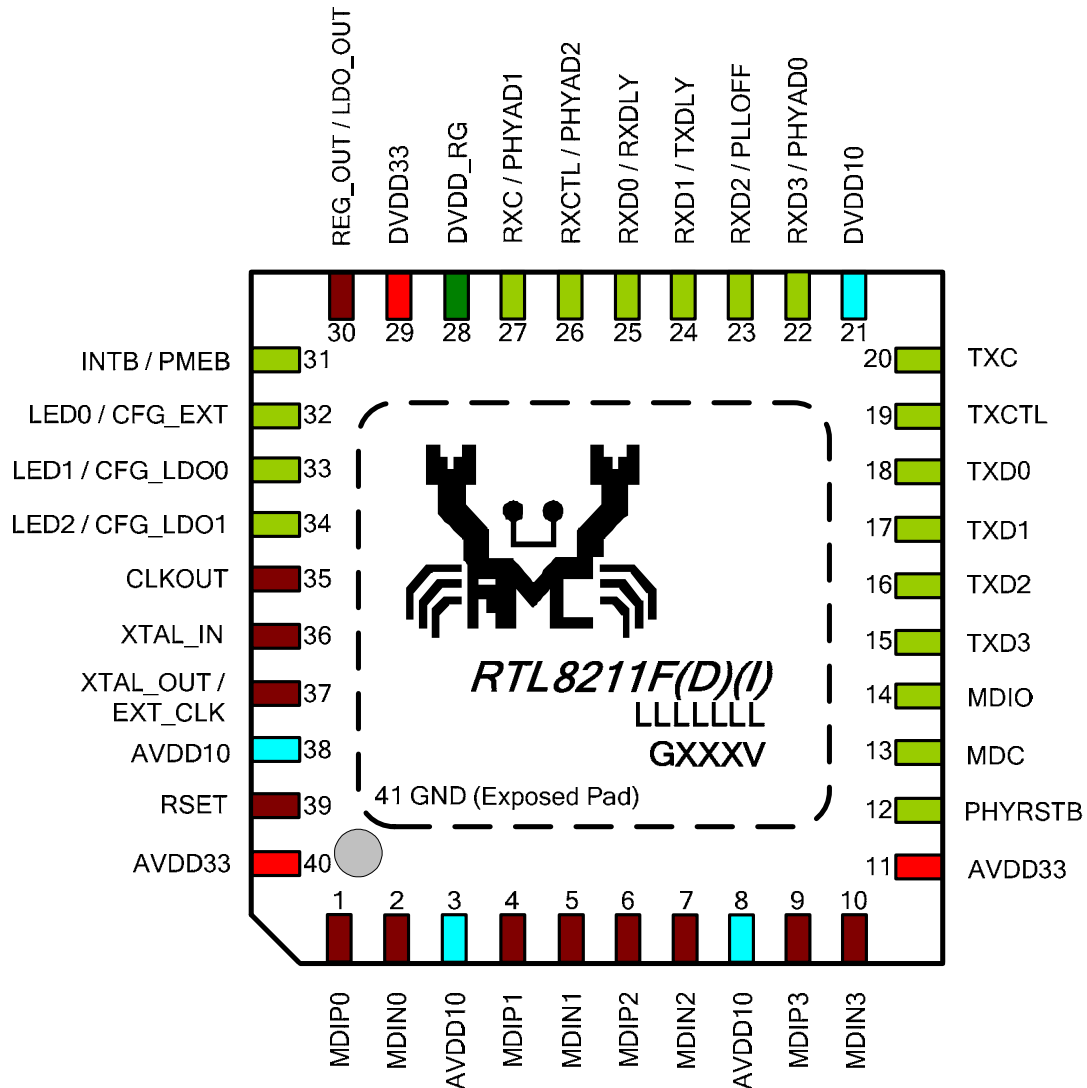 REG_OUT / LDO_OUT
DVDD33
DVDD_RG
RXC / PHYAD1
RXCTL / PHYAD2
RXD0 / RXDLY
RXD1 / TXDLY
RXD2 / PLLOFF
RXD3 / PHYAD0
DVDD10
30
29
28
27
26
25
24
23
22
21
INTB / PMEB
31
LED0 / CFG_EXT
32
LED1 / CFG_LDO0
33
LED2 / CFG_LDO1
34
CLKOUT
35
XTAL_IN
36
XTAL_OUT /
EXT_CLK
37
AVDD10
38
RSET
39
AVDD33
40
RTL8211F(D)(I)
LLLLLLL
GXXXV
41 GND (Exposed Pad)
20
TXC
19
TXCTL
18
TXD0
17
TXD1
16
TXD2
15
TXD3
14
MDIO
13
MDC
12
PHYRSTB
11
AVDD33
1
2
3
4
5
6
7
8
9
10
MDIP0
MDIN0
AVDD10
MDIP1
MDIN1
MDIP2
MDIN2
AVDD10
MDIP3
MDIN3